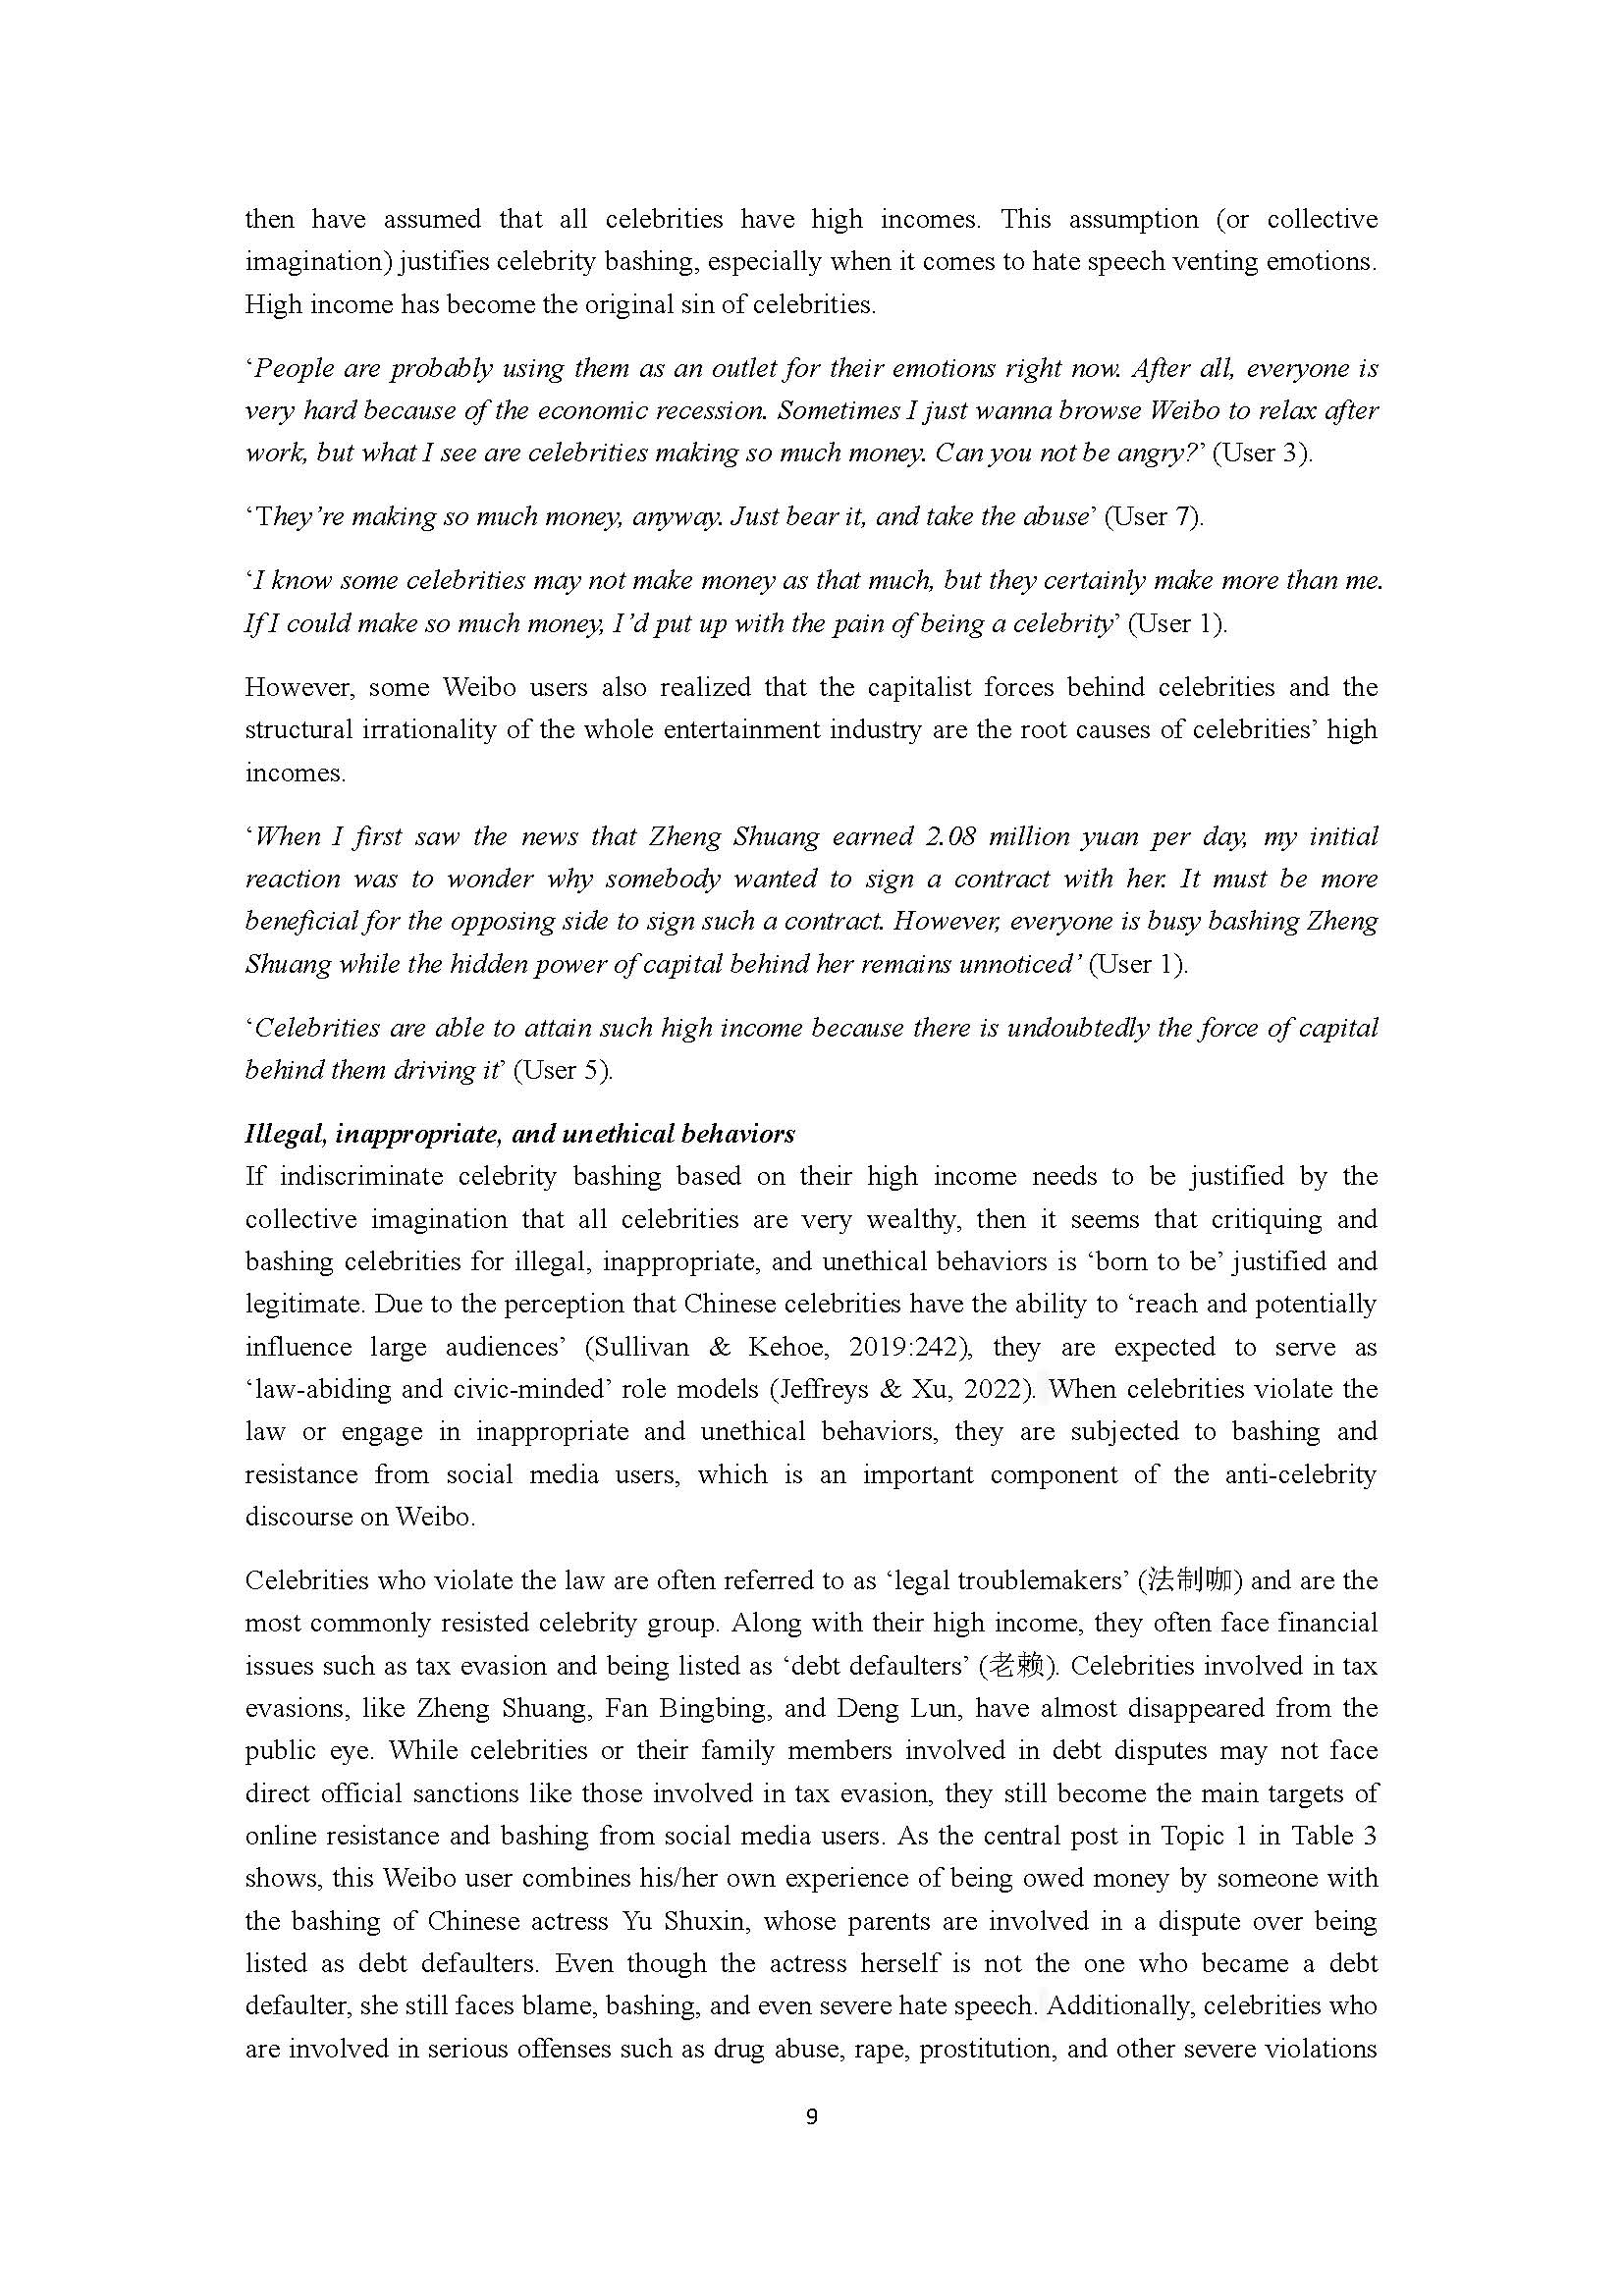 then have assumed that all celebrities have high incomes. This assumption (or collective
imagination) justifies celebrity bashing, especially when it comes to hate speech venting emotions.
High income has become the original sin of celebrities.
‘People are probably using them as an outlet for their emotions right now. After all, everyone is
very hard because of the economic recession. Sometimes I just wanna browse Weibo to relax after
work, but what I see are celebrities making so much money. Can you not be angry?’ (User 3).
‘They’re making so much money, anyway. Just bear it, and take the abuse’ (User 7).
‘I know some celebrities may not make money as that much, but they certainly make more than me.
If I could make so much money, I’d put up with the pain of being a celebrity’ (User 1).
However, some Weibo users also realized that the capitalist forces behind celebrities and the
structural irrationality of the whole entertainment industry are the root causes of celebrities’ high
incomes.
‘When I first saw the news that Zheng Shuang earned 2.08 million yuan per day, my initial
reaction was to wonder why somebody wanted to sign a contract with her. It must be more
beneficial for the opposing side to sign such a contract. However, everyone is busy bashing Zheng
Shuang while the hidden power of capital behind her remains unnoticed’ (User 1).
‘Celebrities are able to attain such high income because there is undoubtedly the force of capital
behind them driving it’ (User 5).
Illegal, inappropriate, and unethical behaviors
If indiscriminate celebrity bashing based on their high income needs to be justified by the
collective imagination that all celebrities are very wealthy, then it seems that critiquing and
bashing celebrities for illegal, inappropriate, and unethical behaviors is ‘born to be’ justified and
legitimate. Due to the perception that Chinese celebrities have the ability to ‘reach and potentially
influence large audiences’ (Sullivan & Kehoe, 2019:242), they are expected to serve as
‘law-abiding and civic-minded’ role models (Jeffreys & Xu, 2022). When celebrities violate the
law or engage in inappropriate and unethical behaviors, they are subjected to bashing and
resistance from social media users, which is an important component of the anti-celebrity
discourse on Weibo.
Celebrities who violate the law are often referred to as ‘legal troublemakers’ (法制咖) and are the
most commonly resisted celebrity group. Along with their high income, they often face financial
issues such as tax evasion and being listed as ‘debt defaulters’ (老赖). Celebrities involved in tax
evasions, like Zheng Shuang, Fan Bingbing, and Deng Lun, have almost disappeared from the
public eye. While celebrities or their family members involved in debt disputes may not face
direct official sanctions like those involved in tax evasion, they still become the main targets of
online resistance and bashing from social media users. As the central post in Topic 1 in Table 3
shows, this Weibo user combines his/her own experience of being owed money by someone with
the bashing of Chinese actress Yu Shuxin, whose parents are involved in a dispute over being
listed as debt defaulters. Even though the actress herself is not the one who became a debt
defaulter, she still faces blame, bashing, and even severe hate speech. Additionally, celebrities who
are involved in serious offenses such as drug abuse, rape, prostitution, and other severe violations
9